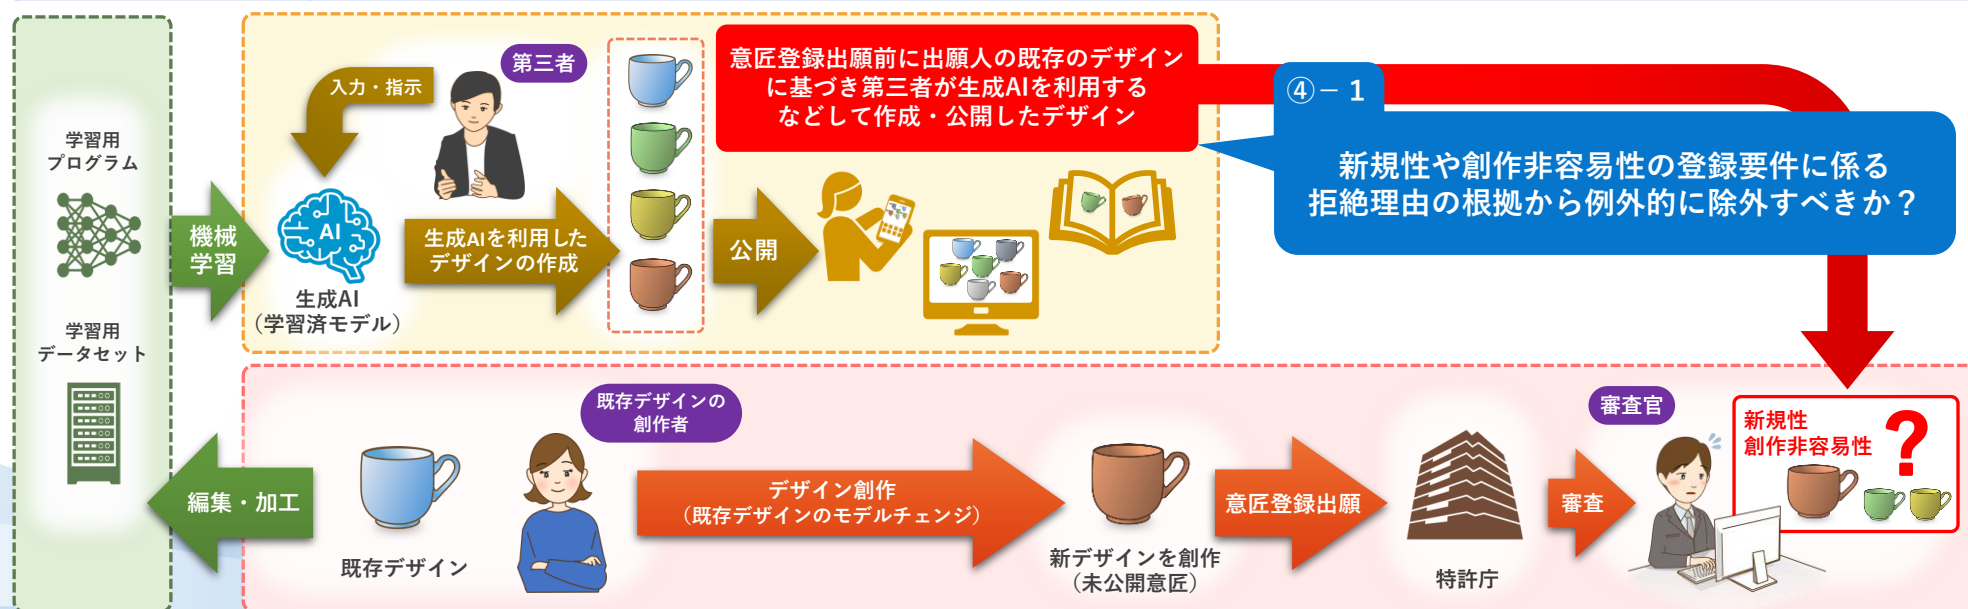 学習用
プログラム
学習用
データセット
機械
学習
入力・指示
第三者
AI
生成AI
（学習済モデル）
生成AIを利用した
デザインの作成
公開
意匠登録出願前に出願人の既存のデザイン
に基づき第三者が生成AIを利用する
などして作成・公開したデザイン
④－１
新規性や創作非容易性の登録要件に係る
拒絶理由の根拠から例外的に除外すべきか？
編集・加工
既存デザイン
既存デザインの
創作者
デザイン創作
（既存デザインのモデルチェンジ）
新デザインを創作
（未公開意匠）
意匠登録出願
特許庁
審査
審査官
新規性
創作非容易性
？